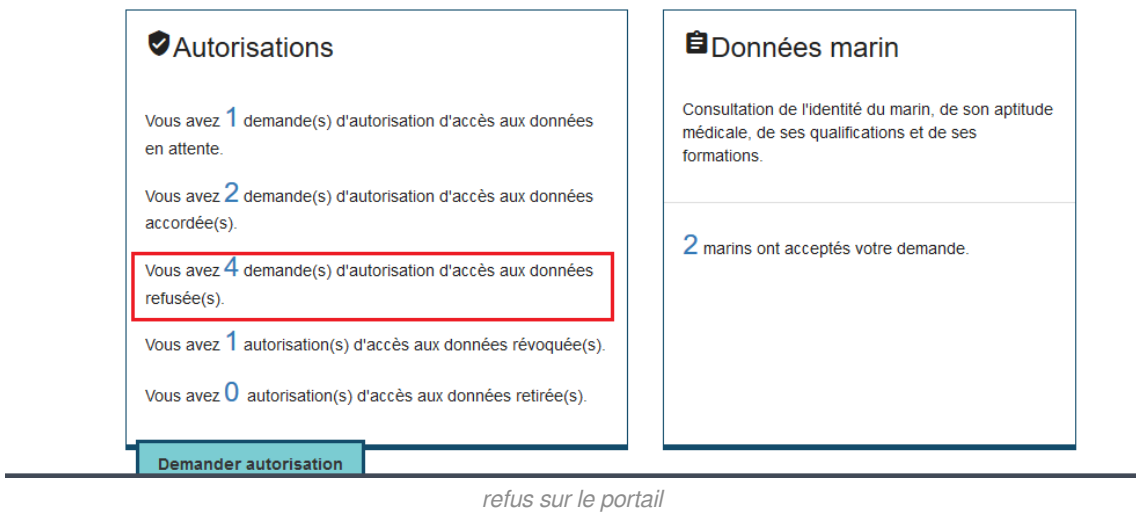 Autorisations
Vous avez 1 demande(s) d'autorisation d'accès aux données
en attente.
Vous avez 2 demande(s) d'autorisation d'accès aux données
accordée(s).
Vous avez 4 demande(s) d'autorisation d'accès aux données
refusée(s).
Vous avez 1 autorisation(s) d'accès aux données révoquée(s).
Vous avez 0 autorisation(s) d'accès aux données retirée(s).
Demander autorisation
Données marin
Consultation de l'identité du marin, de son aptitude
médicale, de ses qualifications et de ses
formations.
2 marins ont acceptés votre demande.
refus sur le portail